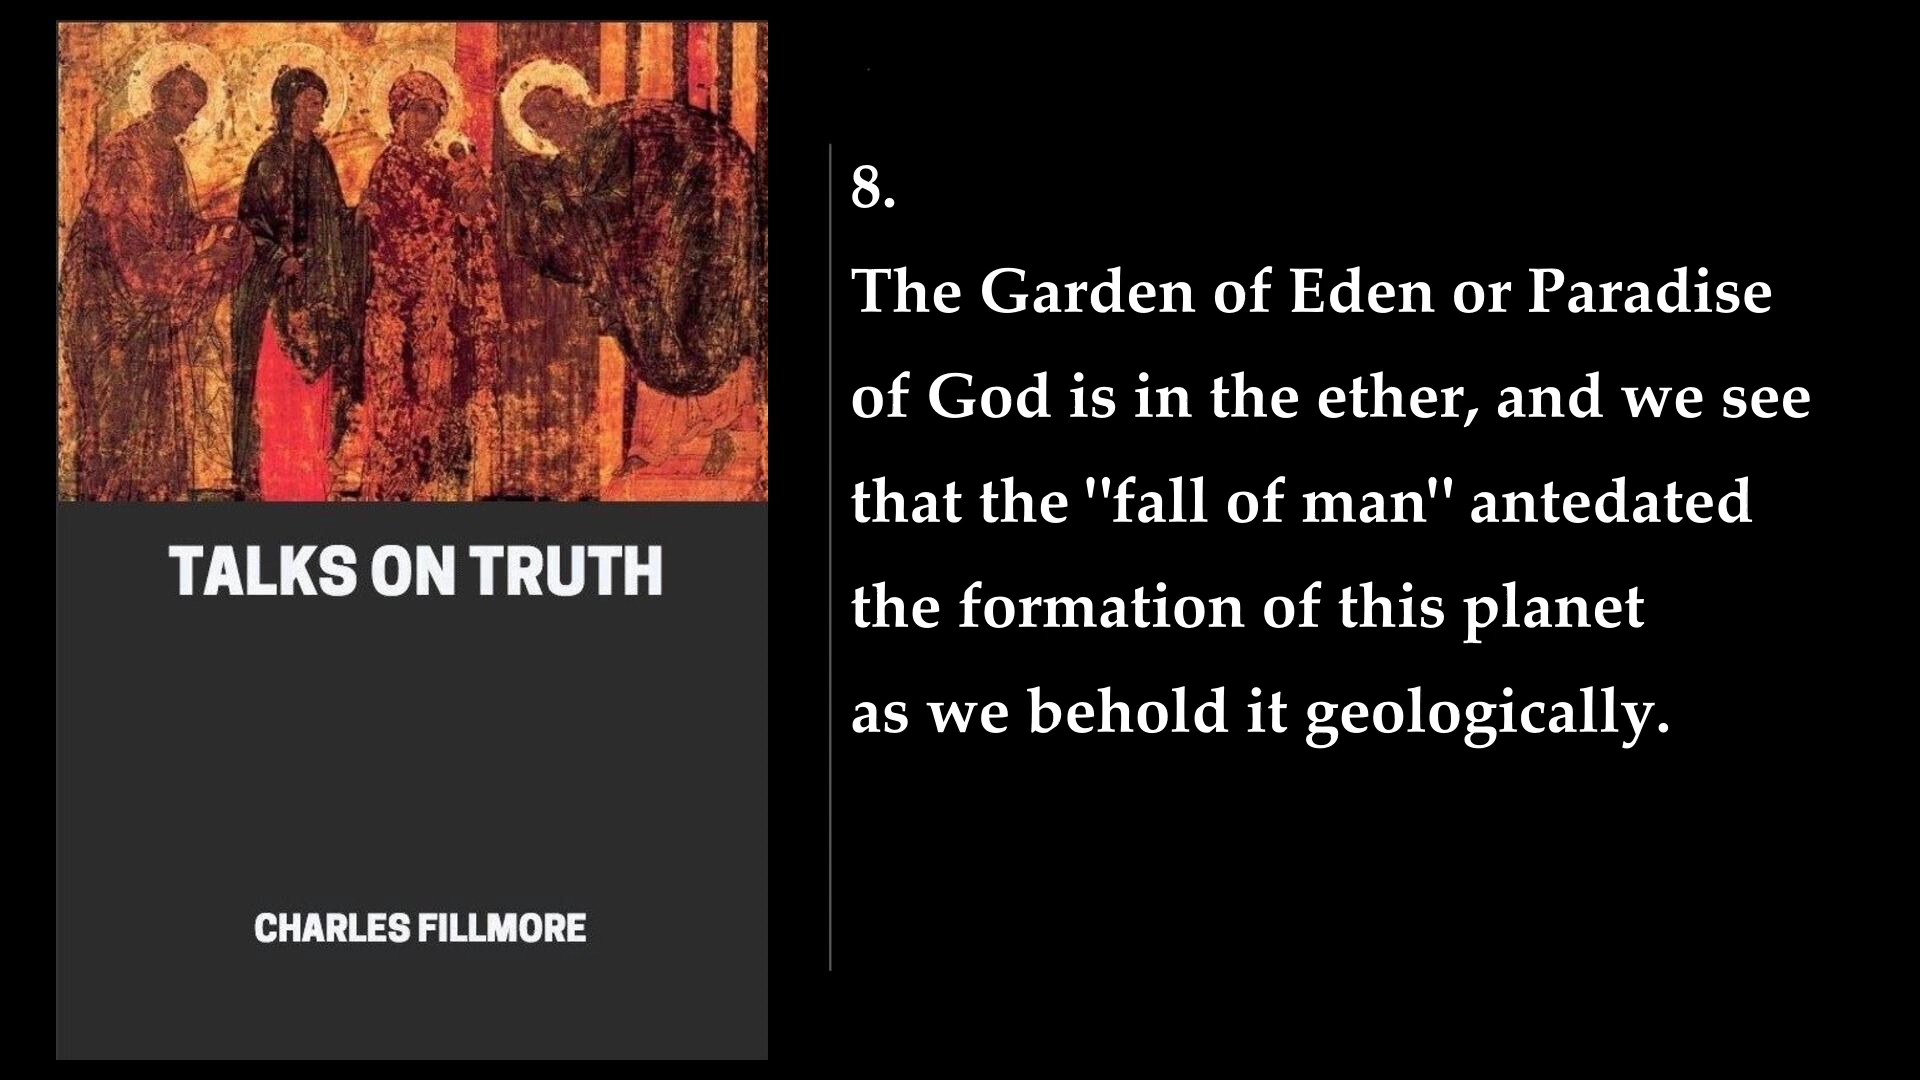 TALKS ON TRUTH
CHARLES FILLMORE
8.
The Garden of Eden or Paradise
of God is in the ether, and we see
that the "fall of man" antedated
the formation of this planet
as we behold it geologically.